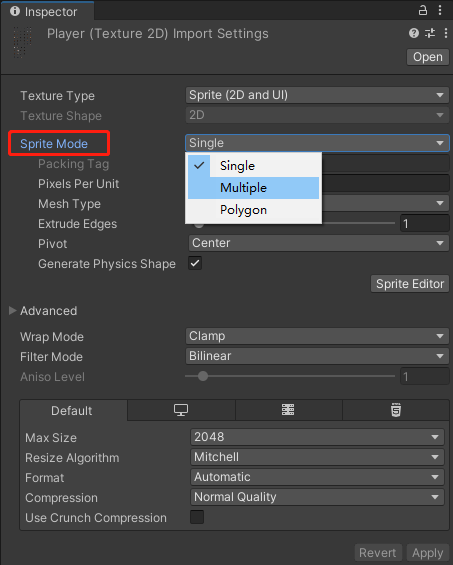 Inspector
Player (Texture 2D) Import Settings
Open
Texture Type Sprite (2D and UI)
Texture Shape 2D
Sprite Mode Single
Packing Tag Single
Pixels Per Unit Multiple
Mesh Type Polygon
Extrude Edges 1
Pivot Center
Generate Physics Shape
Sprite Editor
Advanced
Wrap Mode Clamp
Filter Mode Bilinear
Aniso Level 1
Default
Max Size 2048
Resize Algorithm Mitchell
Format Automatic
Compression Normal Quality
Use Crunch Compression
Revert Apply